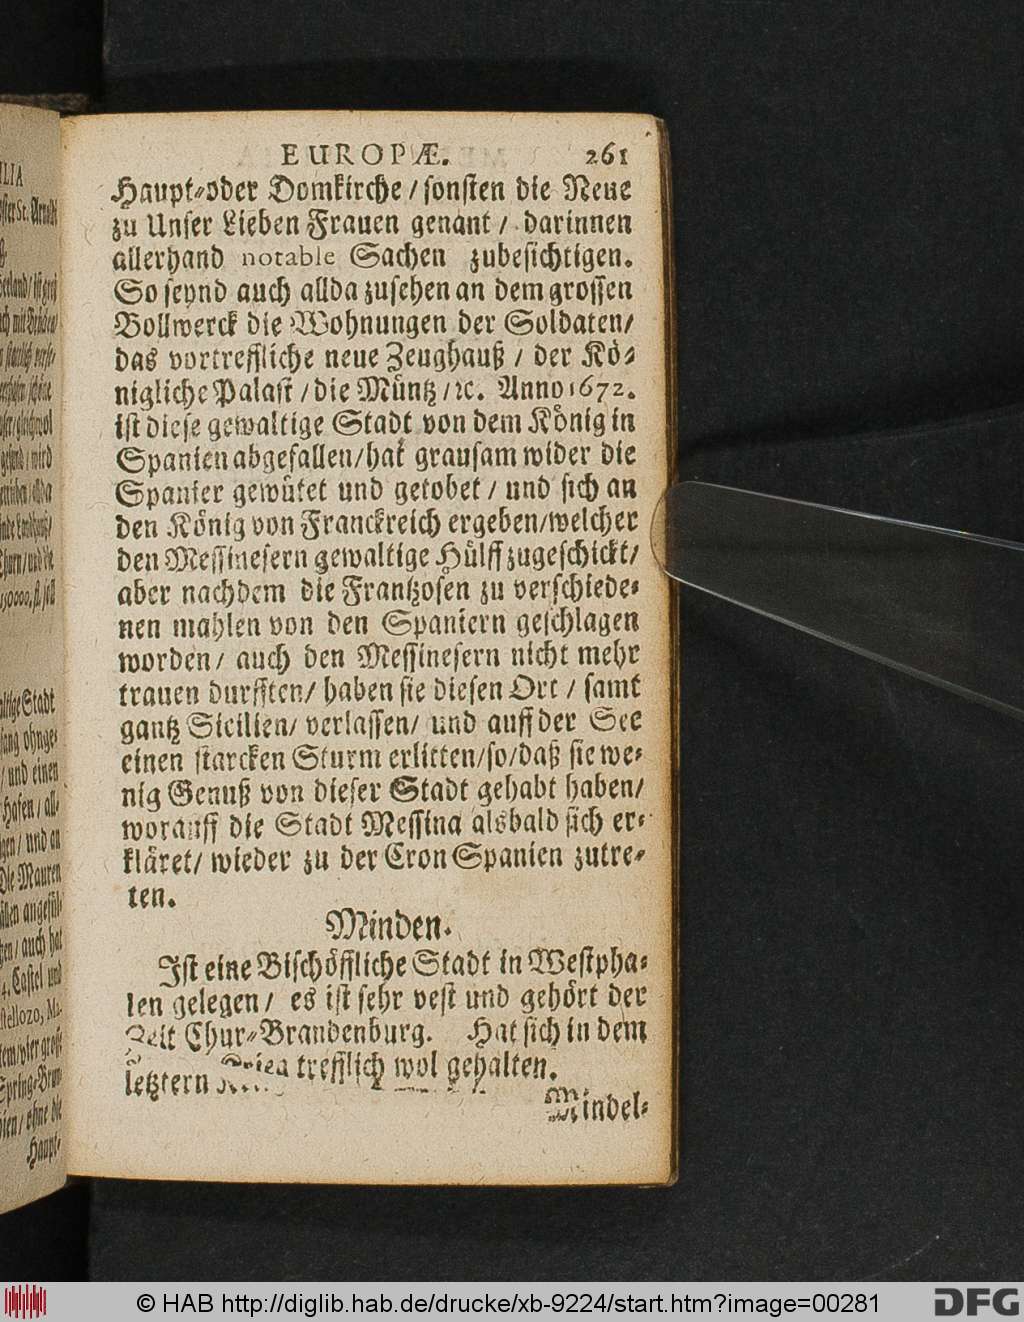 EUROPÆ. 261
Haupt-oder Domkirche / sonsten die Neue
zu Unser Lieben Frauen genant / darinnen
allerhand notable Sachen zubesichtigen.
So seynd auch allda zusehen an dem grossen
Bollwerck die Wohnungen der Soldaten/
das vortreffliche neue Zeughauß / der Kö-
nigliche Palast / die Müntz / ꝛc. Anno 1672.
ist diese gewaltige Stadt von dem König in
Spanien abgefallen/hat grausam wider die
Spanier gewütet und getobet / und sich an
den König von Franckreich ergeben/welcher
den Messinesern gewaltige Hülff zugeschickt/
aber nachdem die Frantzosen zu verschiede-
nen mahlen von den Spaniern geschlagen
worden/ auch den Messinesern nicht mehr
trauen durfften/ haben sie diesen Ort / samt
gantz Sicilien/ verlassen/ und auff der See
einen starcken Sturm erlitten/so/daß sie we-
nig Genuß von dieser Stadt gehabt haben/
worauff die Stadt Messina alsbald sich er-
kläret/ wieder zu der Cron Spanien zutre-
ten.
Minden.
Ist eine Bischöffliche Stadt in Westpha-
len gelegen/ es ist sehr vest und gehört der
Zeit Chur-Brandenburg. Hat sich in dem
letztern Krieg trefflich wol gehalten.
Mindel-
ILIA
Haupt-
© HAB http://diglib.hab.de/drucke/xb-9224/start.htm?image=00281
DFG